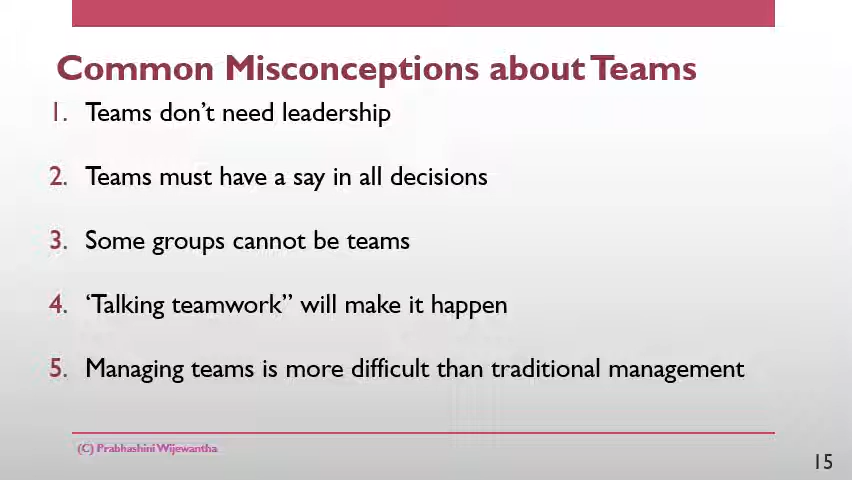 Common Misconceptions about Teams
1. Teams don’t need leadership
2. Teams must have a say in all decisions
3. Some groups cannot be teams
4. ‘Talking teamwork” will make it happen
5. Managing teams is more difficult than traditional management
(C) Prabhashini Wijewantha
15